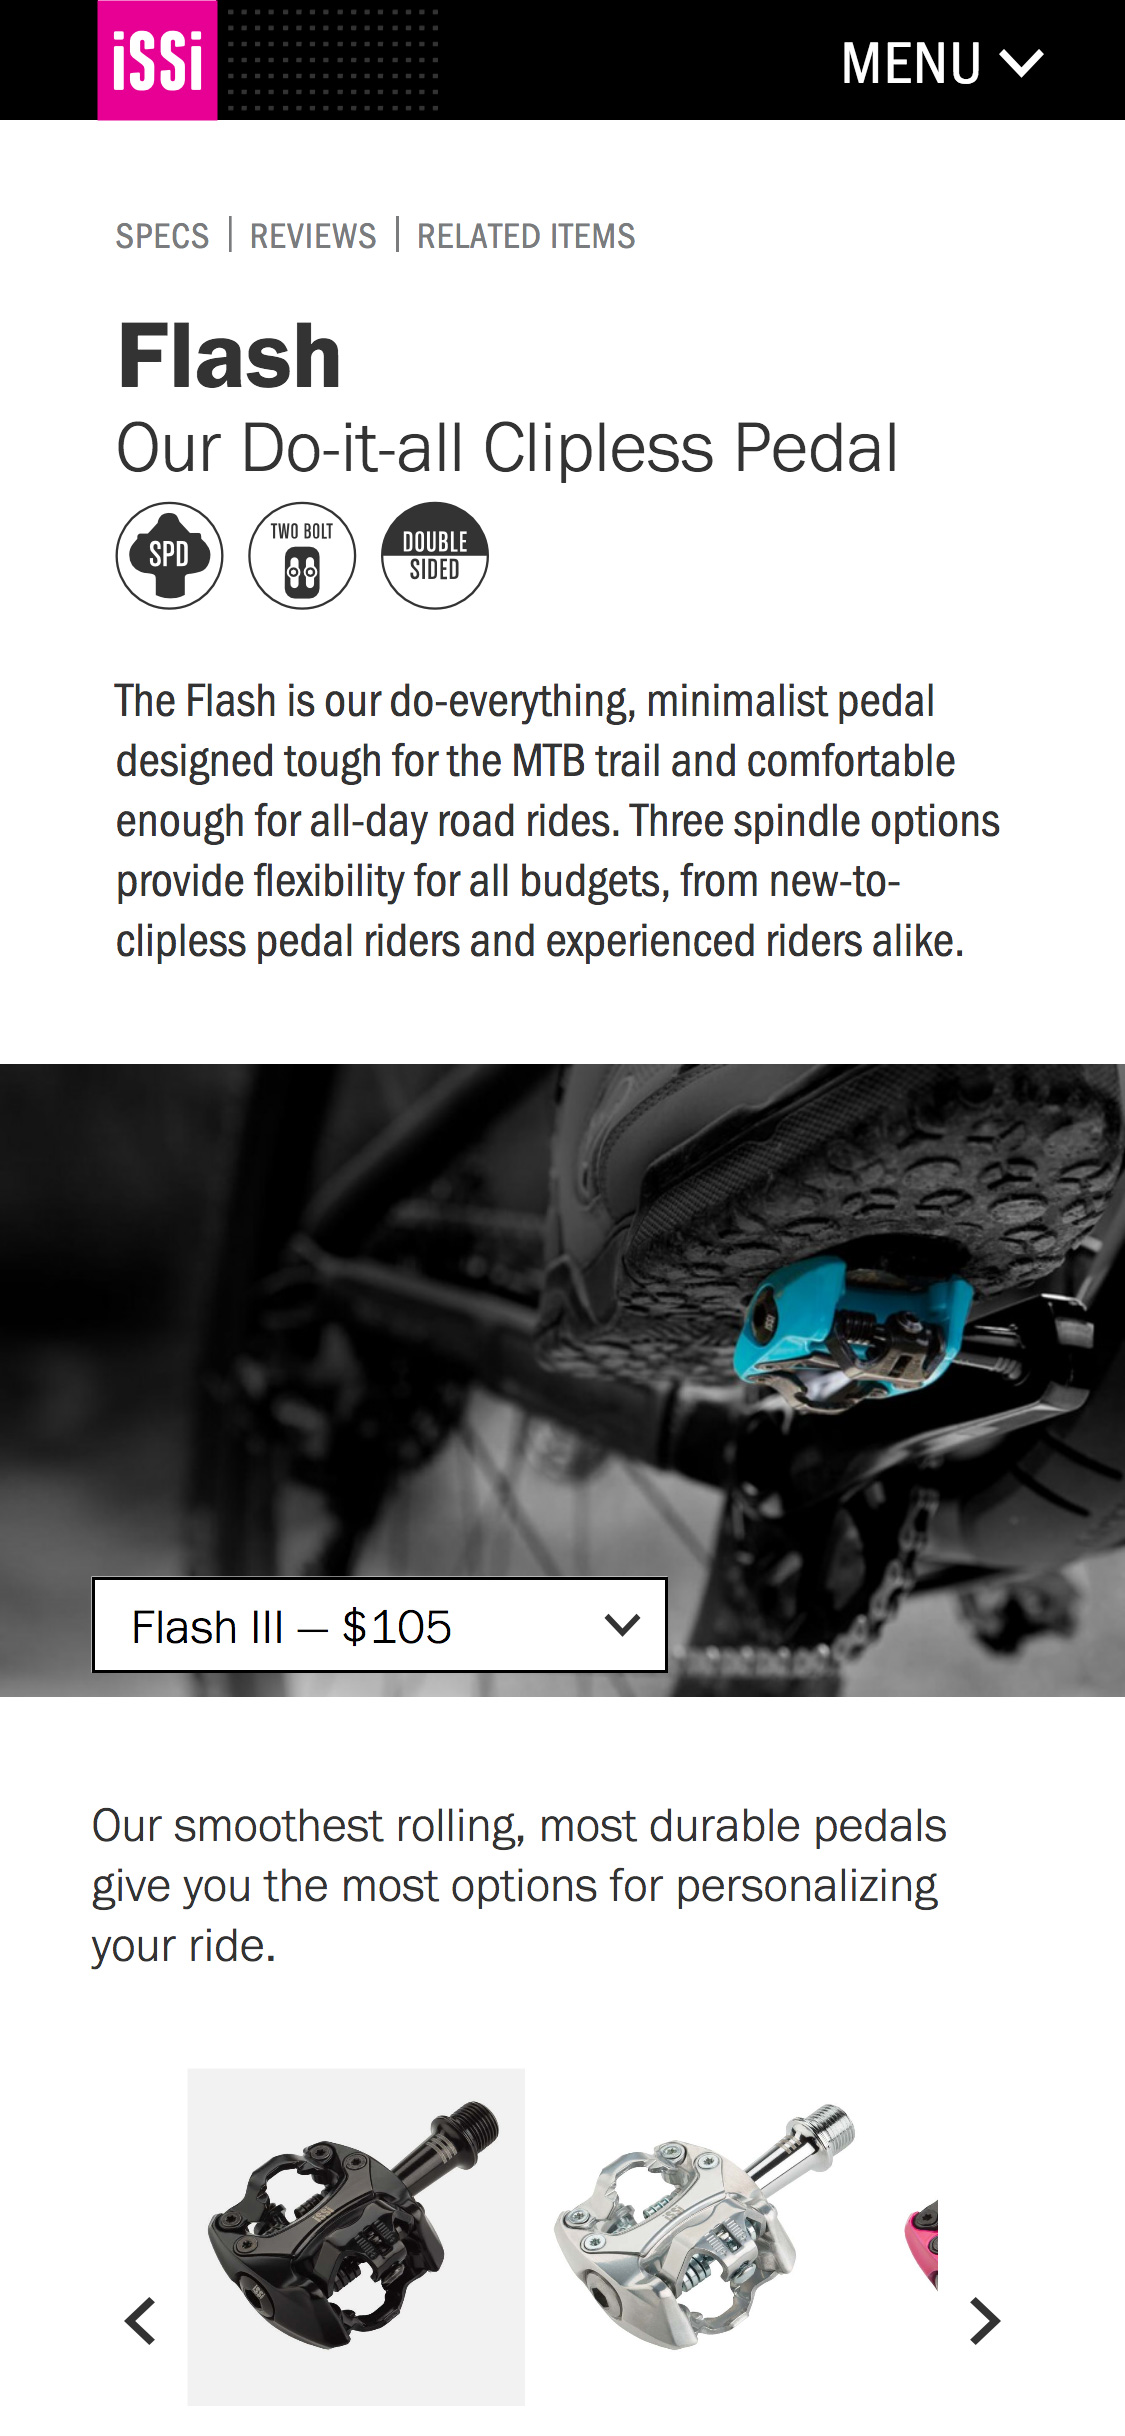 iSSi
MENU
SPECS | REVIEWS | RELATED ITEMS
Flash
Our Do-it-all Clipless Pedal
SPD
TWO BOLT
DOUBLE
SIDED
The Flash is our do-everything, minimalist pedal
designed tough for the MTB trail and comfortable
enough for all-day road rides. Three spindle options
provide flexibility for all budgets, from new-to-
clipless pedal riders and experienced riders alike.
iSSi
Flash III — $105
Our smoothest rolling, most durable pedals
give you the most options for personalizing
your ride.
iSSi
iSSi
iSSi